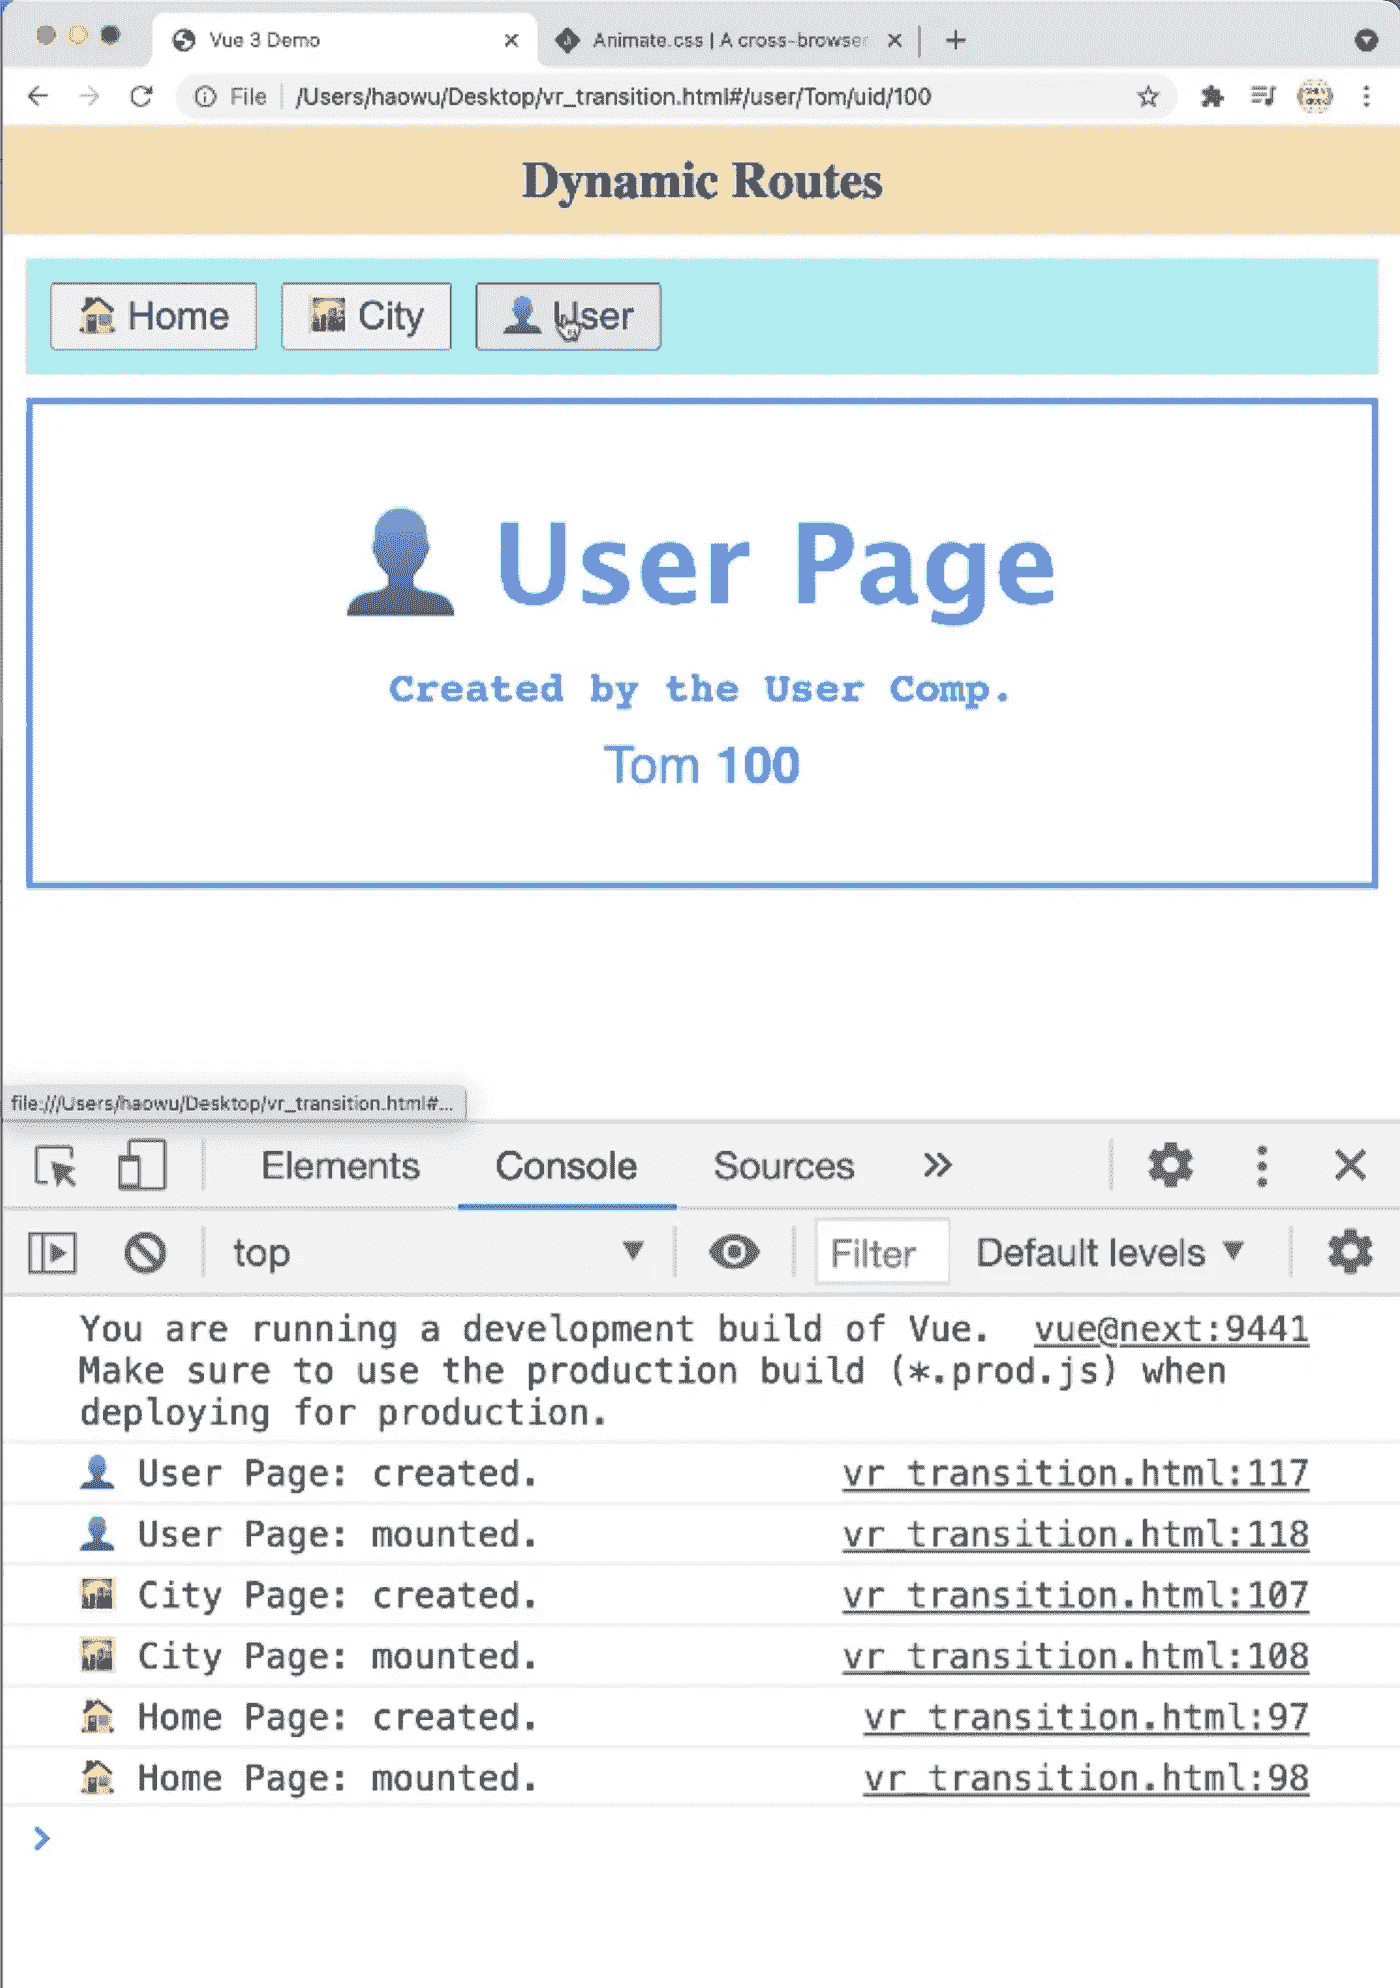 Vue 3 Demo
Animate.css | A cross-browser
File /Users/haowu/Desktop/vr_transition.html#/user/Tom/uid/100
Dynamic Routes
Home City User
User Page
Created by the User Comp.
Tom 100
file:///Users/haowu/Desktop/vr_transition.html#...
Elements Console Sources
top Filter Default levels
You are running a development build of Vue. vue@next:9441
Make sure to use the production build (*.prod.js) when
deploying for production.
User Page: created. vr_transition.html:117
User Page: mounted. vr_transition.html:118
City Page: created. vr_transition.html:107
City Page: mounted. vr_transition.html:108
Home Page: created. vr_transition.html:97
Home Page: mounted. vr_transition.html:98